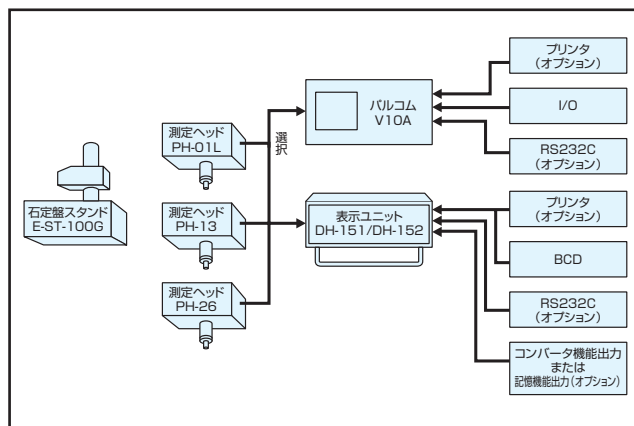 石定盤スタンド
E-ST-100G
測定ヘッド
PH-01L
測定ヘッド
PH-13
測定ヘッド
PH-26
選択
パルコム
V10A
表示ユニット
DH-151/DH-152
プリンタ
(オプション)
I/O
RS232C
(オプション)
プリンタ
(オプション)
BCD
RS232C
(オプション)
コンバータ機能出力
または
記憶機能出力(オプション)